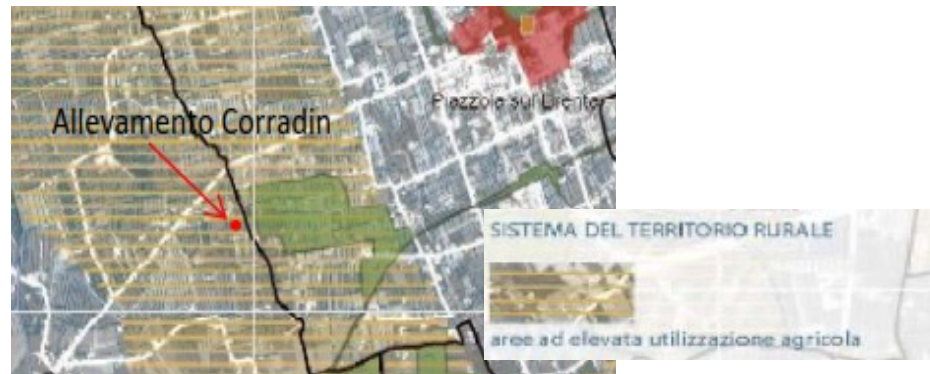 Allevamento Corradin
Piazzola sul Brenta
SISTEMA DEL TERRITORIO RURALE
aree ad elevata utilizzazione agricola